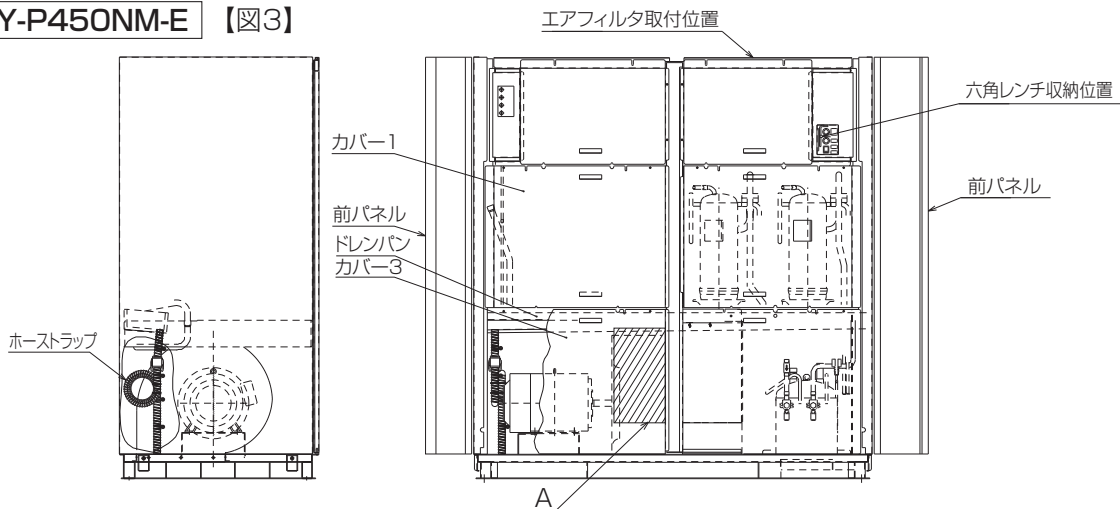 Y-P450NM-E 【図3】
エアフィルタ取付位置
六角レンチ収納位置
カバー1
前パネル
前パネル
ドレンパン
カバー3
ホーストラップ
A